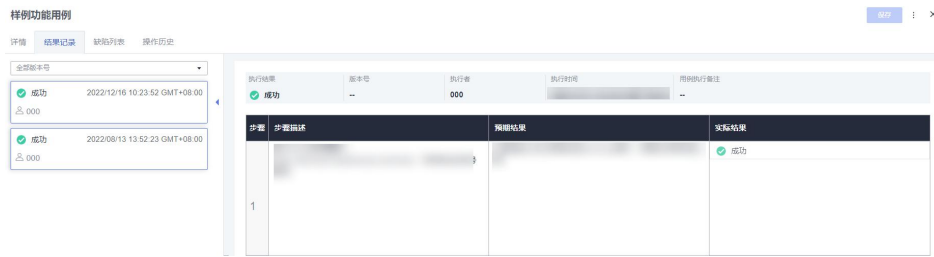 样例功能用例
保存
详情 结果记录 缺陷列表 操作历史
全部版本号
成功 2022/12/16 10:23:52 GMT+08:00
000
成功 2022/08/13 13:52:23 GMT+08:00
000
执行结果 版本号 执行者 执行时间 用例执行备注
成功 -- 000 --
步骤 步骤描述 预期结果 实际结果
1 成功